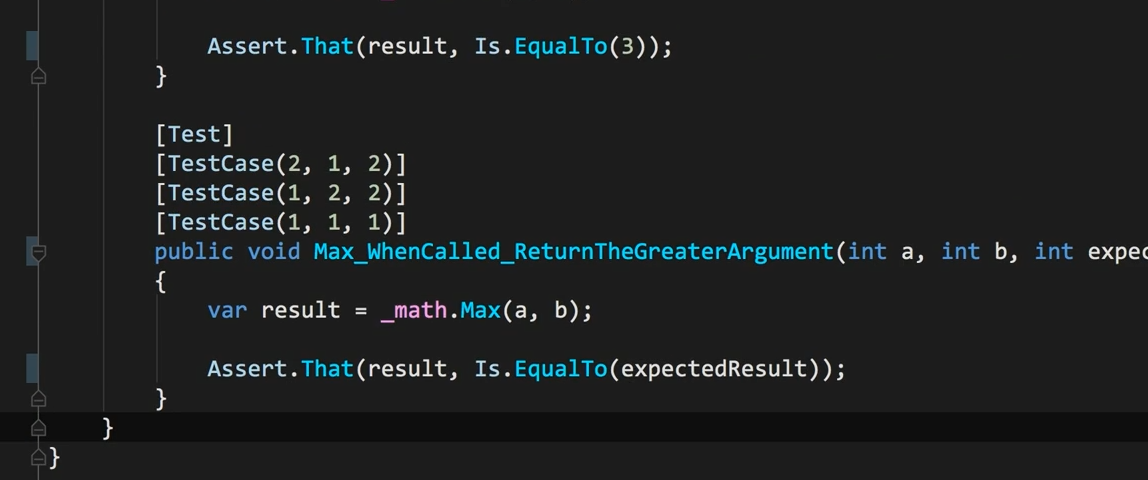 Assert.That(result, Is.EqualTo(3));
}
[Test]
[TestCase(2, 1, 2)]
[TestCase(1, 2, 2)]
[TestCase(1, 1, 1)]
public void Max_WhenCalled_ReturnTheGreaterArgument(int a, int b, int expec
{
var result = _math.Max(a, b);
Assert.That(result, Is.EqualTo(expectedResult));
}
}
}